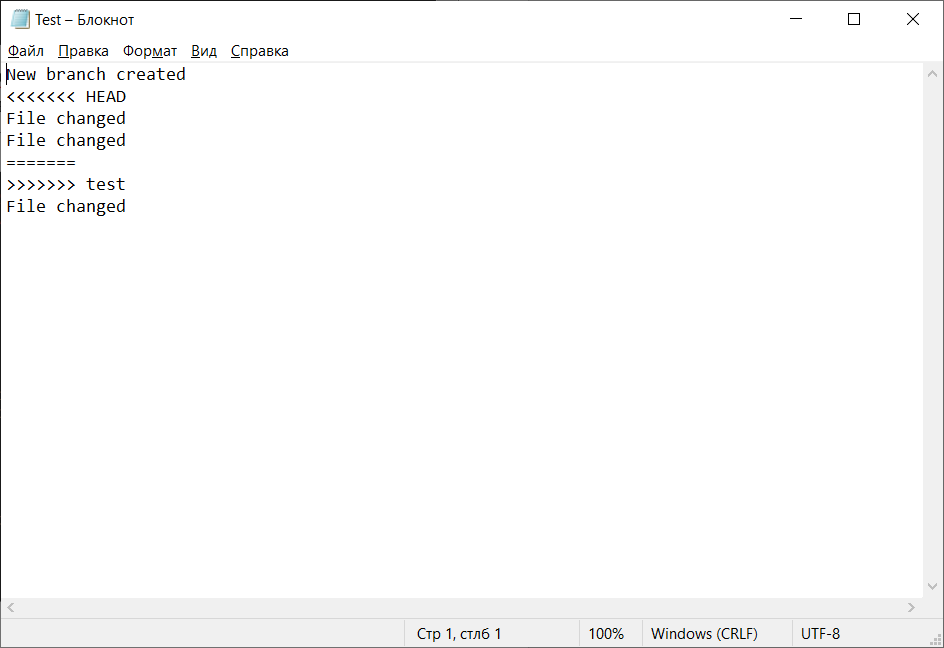 Test – Блокнот
Файл Правка Формат Вид Справка
New branch created
<<<<<<< HEAD
File changed
File changed
=======
>>>>>>> test
File changed
Стр 1, стлб 1 100% Windows (CRLF) UTF-8